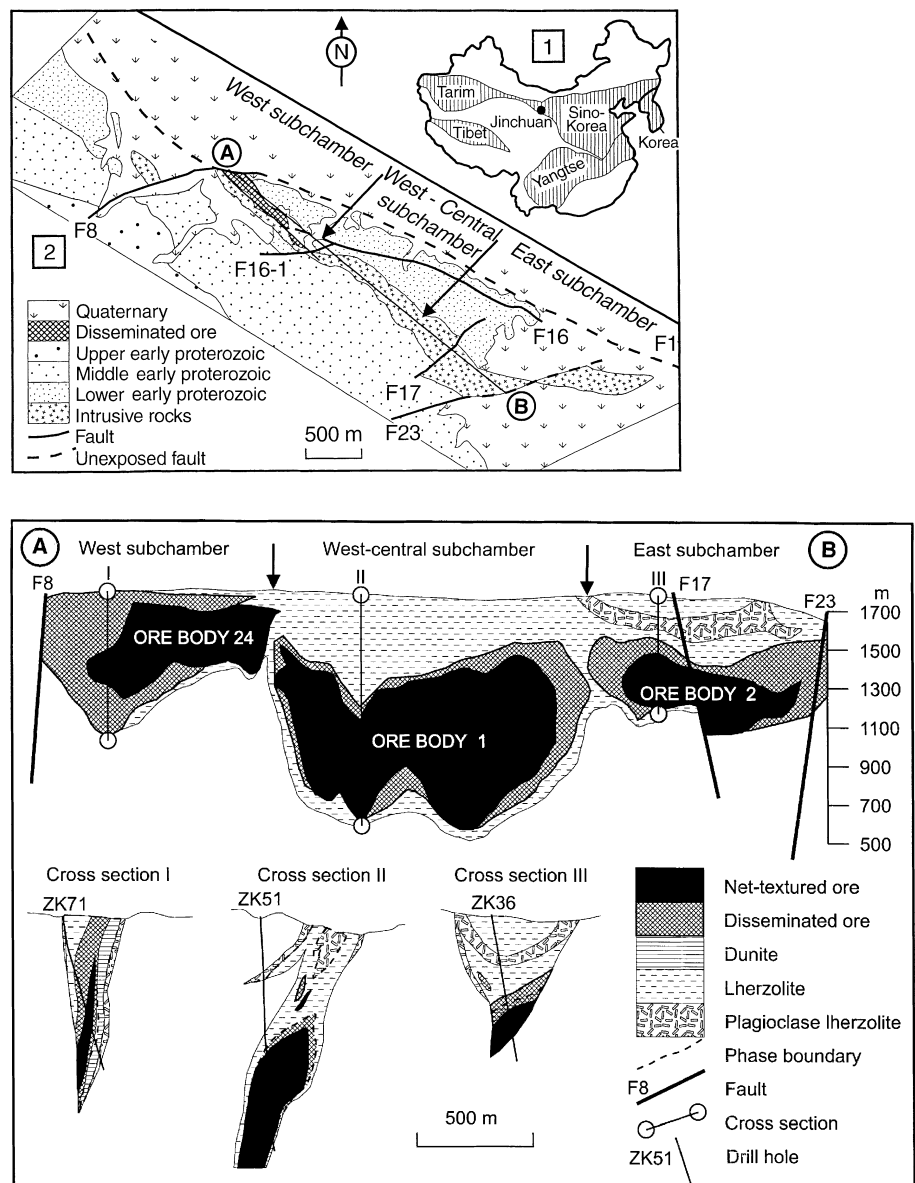 N
1
Tarim
Jinchuan
Sino-
Korea
Tibet
Korea
Yangtse
West subchamber
West - Central
subchamber
East subchamber
A
F8
2
F16-1
F16
F1
F17
B
F23
Quaternary
Disseminated ore
Upper early proterozoic
Middle early proterozoic
Lower early proterozoic
Intrusive rocks
Fault
Unexposed fault
500 m
A
West subchamber
West-central subchamber
East subchamber
B
F8
I
II
III
F17
F23
m
1700
1500
1300
1100
900
700
500
ORE BODY 24
ORE BODY 1
ORE BODY 2
Cross section I
ZK71
Cross section II
ZK51
Cross section III
ZK36
500 m
Net-textured ore
Disseminated ore
Dunite
Lherzolite
Plagioclase lherzolite
Phase boundary
F8
Fault
Cross section
ZK51
Drill hole